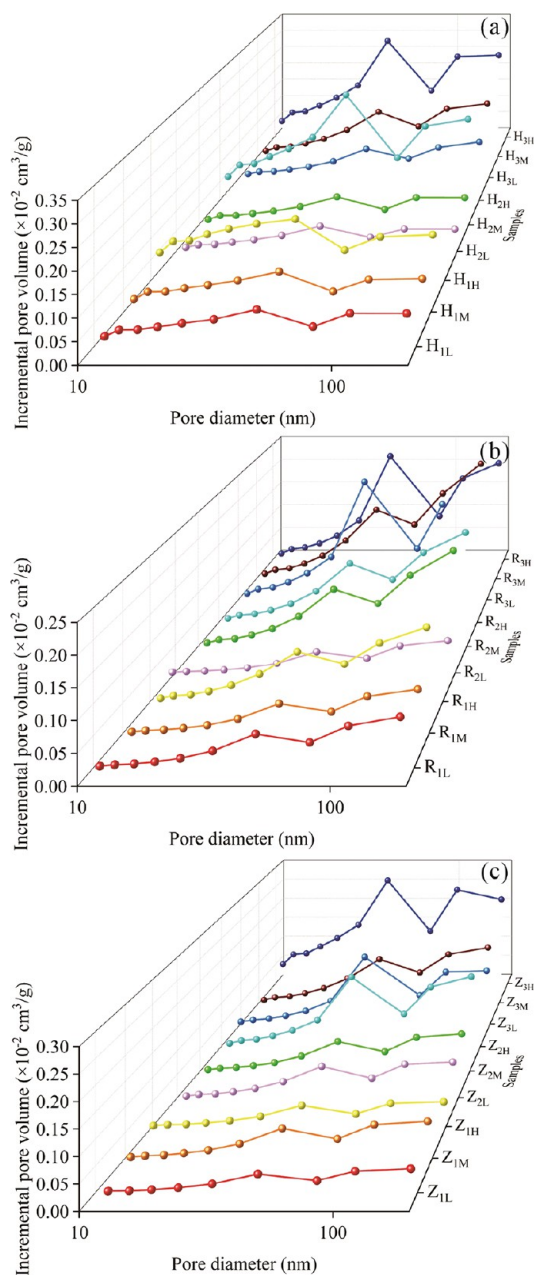 (a)
H3H
H3M
H3L
H2H
H2M
H2L
H1H
H1M
H1L
Samples
0.35
0.30
0.25
0.20
0.15
0.10
0.05
0.00
Incremental pore volume (×10⁻² cm³/g)
10
100
Pore diameter (nm)
(b)
R3H
R3M
R3L
R2H
R2M
R2L
R1H
R1M
R1L
Samples
0.25
0.20
0.15
0.10
0.05
0.00
Incremental pore volume (×10⁻² cm³/g)
10
100
Pore diameter (nm)
(c)
Z3H
Z3M
Z3L
Z2H
Z2M
Z2L
Z1H
Z1M
Z1L
Samples
0.30
0.25
0.20
0.15
0.10
0.05
0.00
Incremental pore volume (×10⁻² cm³/g)
10
100
Pore diameter (nm)